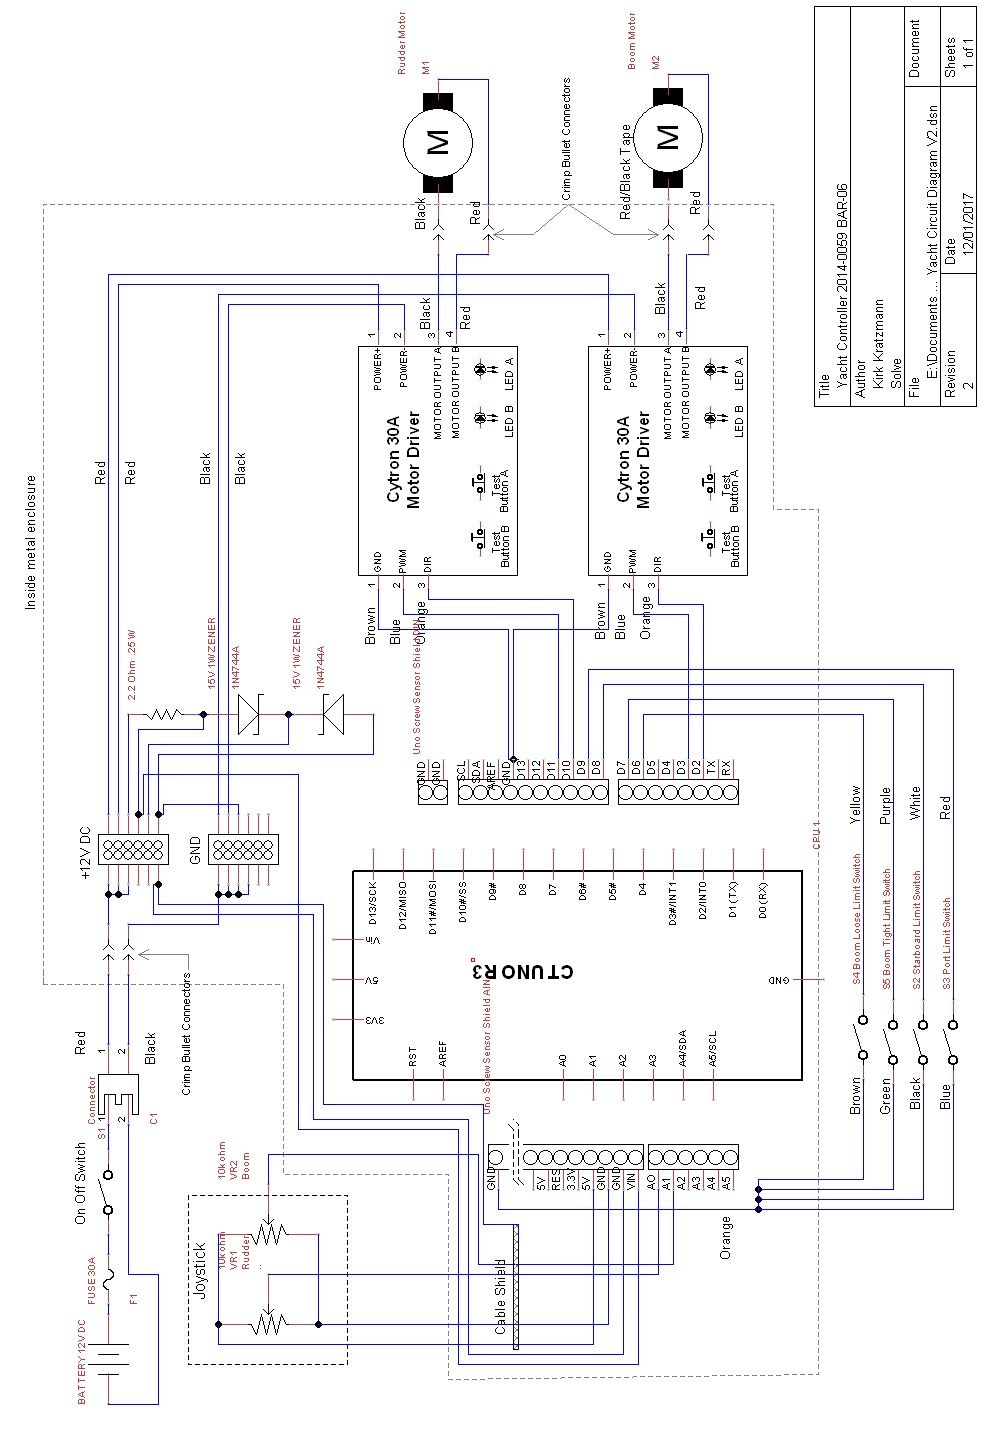 Inside metal enclosure
Rudder Motor
M1
M
Boom Motor
M2
M
Crimp Bullet Connectors
Black
Red
Red/Black Tape
Red
Black
Red
Black
Red
Red
Red
Black
Black
1
POWER+
2
POWER-
3
MOTOR OUTPUT A
4
MOTOR OUTPUT B
LED A
LED B
Test
Button A
Test
Button B
Cytron 30A
Motor Driver
GND
1
PWM
2
DIR
3
Brown
Blue
Orange
1
POWER+
2
POWER-
3
MOTOR OUTPUT A
4
MOTOR OUTPUT B
LED A
LED B
Test
Button A
Test
Button B
Cytron 30A
Motor Driver
GND
1
PWM
2
DIR
3
Brown
Blue
Orange
2.2 Ohm .25 W
15V 1W ZENER
1N4744A
15V 1W ZENER
1N4744A
+12V DC
GND
Uno Screw Sensor Shield DIN
GND
GND
SCL
SDA
AREF
GND
D13
D12
D11
D10
D9
D8
D7
D6
D5
D4
D3
D2
TX
RX
CPU1
D13/SCK
D12/MISO
D11#/MOSI
D10#/SS
D9#
D8
D7
D6#
D5#
D4
D3#/INT1
D2/INT0
D1(TX)
D0(RX)
Vin
5V
3V3
GND
CTUNO R3
RST
AREF
A0
A1
A2
A3
A4/SDA
A5/SCL
Uno Screw Sensor Shield AIN
GND
5V
RES
3.3V
5V
GND
GND
VIN
A0
A1
A2
A3
A4
A5
Orange
Cable Shield
Yellow
Purple
White
Red
S4 Boom Loose Limit Switch
S5 Boom Tight Limit Switch
S2 Starboard Limit Switch
S3 Port Limit Switch
Brown
Green
Black
Blue
Crimp Bullet Connectors
Red
Black
1
2
Connector
C1
1
2
S1
On Off Switch
FUSE 30A
F1
BATTERY 12V DC
Joystick
10kohm
VR2
Boom
10kohm
VR1
Rudder
Title
Yacht Controller 2014-0059 BAR-06
Author
Kirk Kratzmann
Solve
File
E:\Documents ... Yacht Circuit Diagram V2.dsn
Document
Revision
2
Date
12/01/2017
Sheets
1 of 1